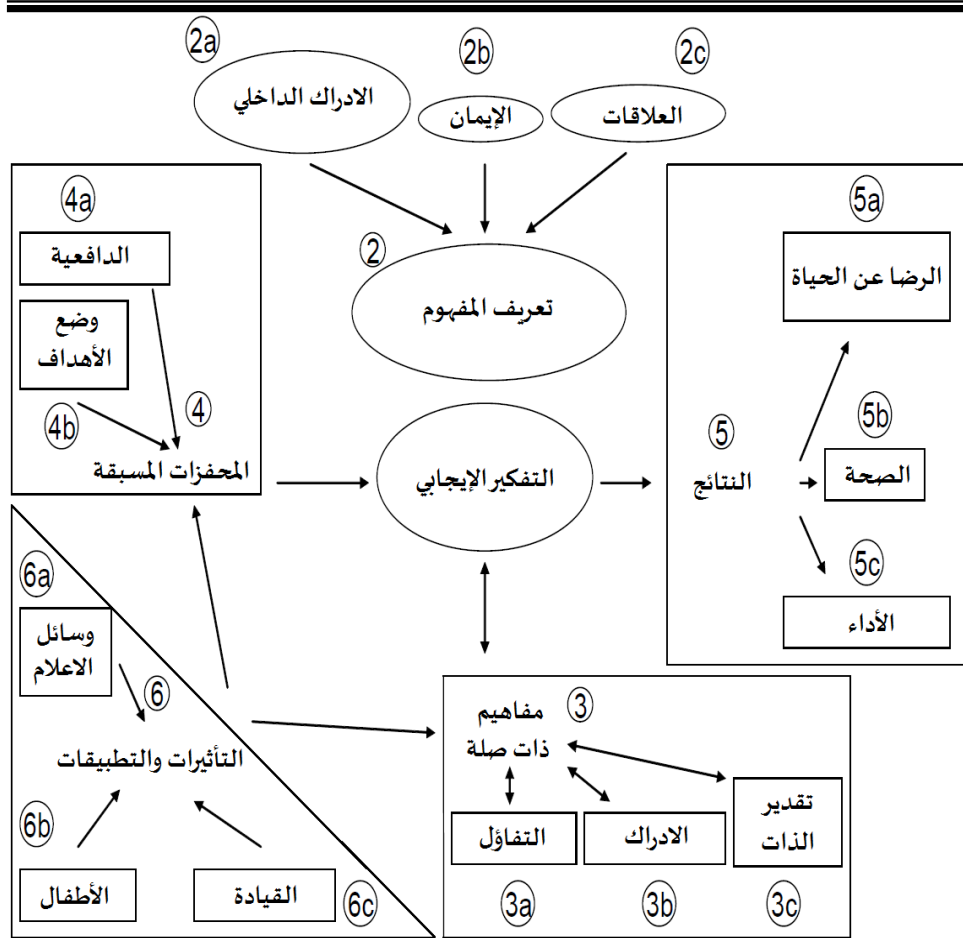 2a
2b
2c
الادراك الداخلي
الإيمان
العلاقات
4a
الدافعية
وضع
الأهداف
4b
4
المحفزات المسبقة
2
تعريف المفهوم
التفكير الإيجابي
5a
الرضا عن الحياة
5
النتائج
5b
الصحة
5c
الأداء
6a
وسائل
الاعلام
6
التأثيرات والتطبيقات
6b
الأطفال
القيادة
6c
مفاهيم
ذات صلة
3
التفاؤل
الادراك
تقدير
الذات
3a
3b
3c